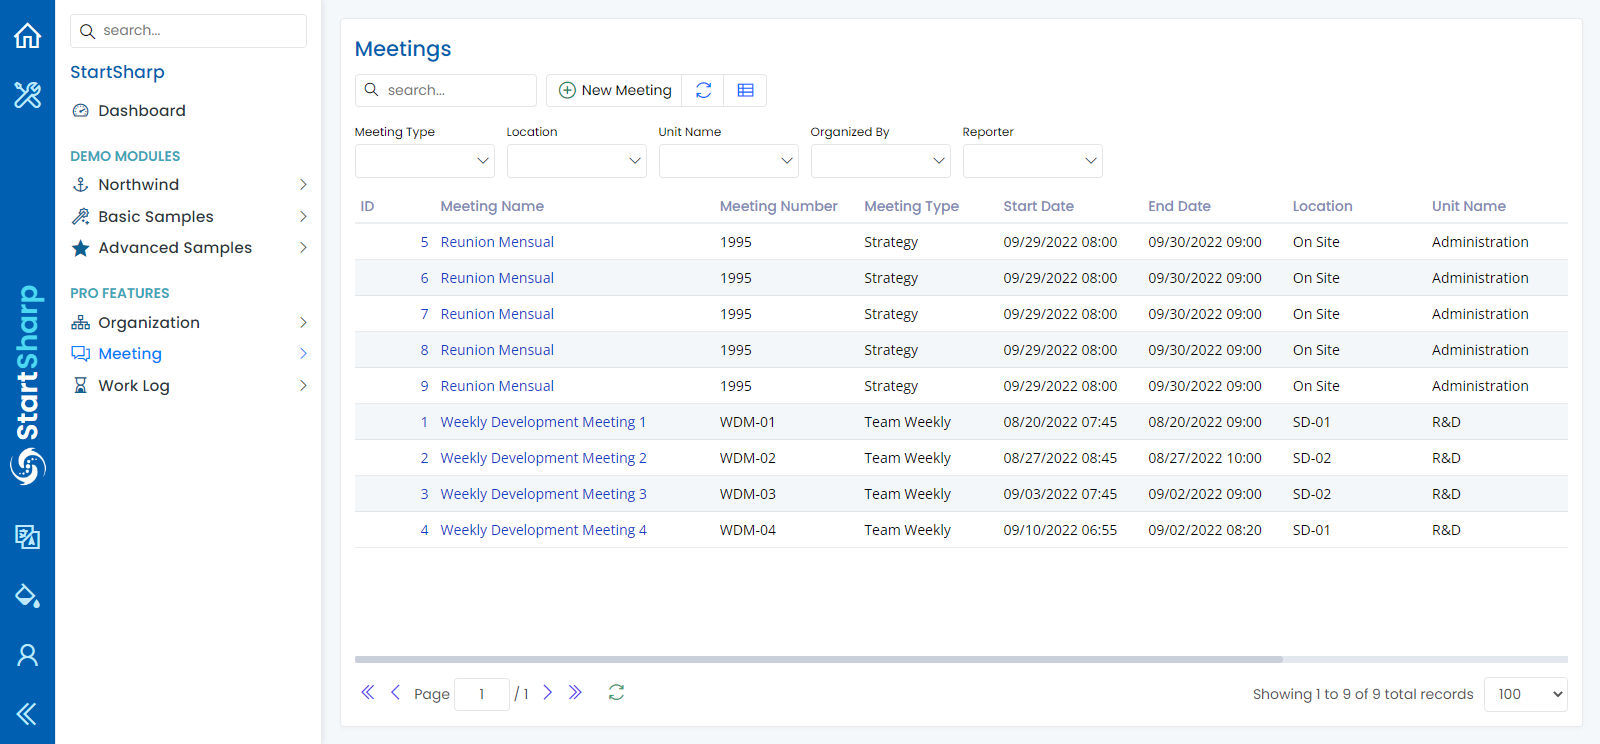 search...
StartSharp
Dashboard
DEMO MODULES
Northwind
Basic Samples
Advanced Samples
PRO FEATURES
Organization
Meeting
Work Log
StartSharp
Meetings
search...
New Meeting
Meeting Type Location Unit Name Organized By Reporter
ID Meeting Name Meeting Number Meeting Type Start Date End Date Location Unit Name
5 Reunion Mensual 1995 Strategy 09/29/2022 08:00 09/30/2022 09:00 On Site Administration
6 Reunion Mensual 1995 Strategy 09/29/2022 08:00 09/30/2022 09:00 On Site Administration
7 Reunion Mensual 1995 Strategy 09/29/2022 08:00 09/30/2022 09:00 On Site Administration
8 Reunion Mensual 1995 Strategy 09/29/2022 08:00 09/30/2022 09:00 On Site Administration
9 Reunion Mensual 1995 Strategy 09/29/2022 08:00 09/30/2022 09:00 On Site Administration
1 Weekly Development Meeting 1 WDM-01 Team Weekly 08/20/2022 07:45 08/20/2022 09:00 SD-01 R&D
2 Weekly Development Meeting 2 WDM-02 Team Weekly 08/27/2022 08:45 08/27/2022 10:00 SD-02 R&D
3 Weekly Development Meeting 3 WDM-03 Team Weekly 09/03/2022 07:45 09/02/2022 09:00 SD-02 R&D
4 Weekly Development Meeting 4 WDM-04 Team Weekly 09/10/2022 06:55 09/02/2022 08:20 SD-01 R&D
Page 1 / 1
Showing 1 to 9 of 9 total records 100